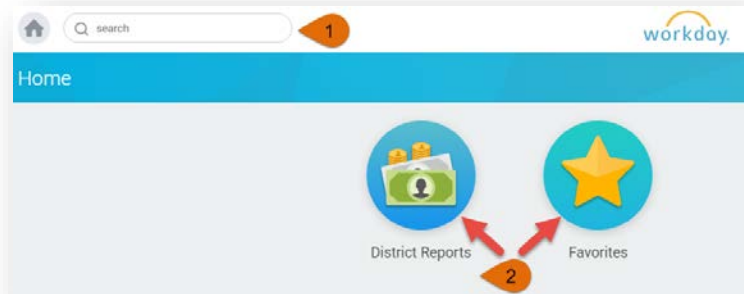 search
1
workday.
Home
District Reports
Favorites
2